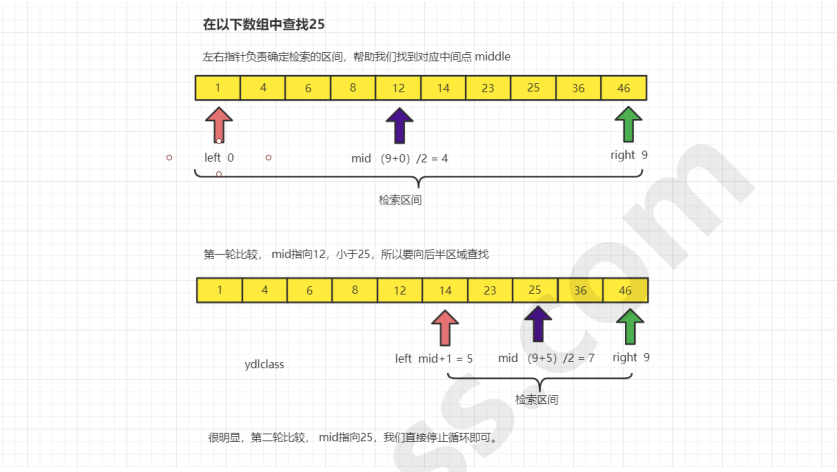 在以下数组中查找25
左右指针负责确定检索的区间，帮助我们找到对应中间点 middle
1 4 6 8 12 14 23 25 36 46
left 0 mid （9+0）/2 = 4 right 9
检索区间
第一轮比较， mid指向12，小于25，所以要向后半区域查找
1 4 6 8 12 14 23 25 36 46
left mid+1 = 5 mid （9+5）/2 = 7 right 9
ydlclass
检索区间
很明显，第二轮比较， mid指向25，我们直接停止循环即可。
ss.com